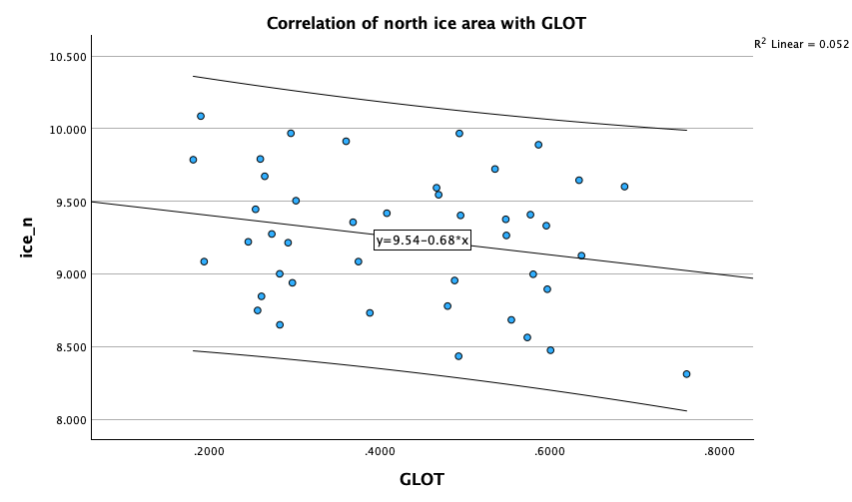 Correlation of north ice area with GLOT
R² Linear = 0.052
ice_n
10.500
10.000
9.500
9.000
8.500
8.000
y=9.54-0.68*x
.2000 .4000 .6000 .8000
GLOT